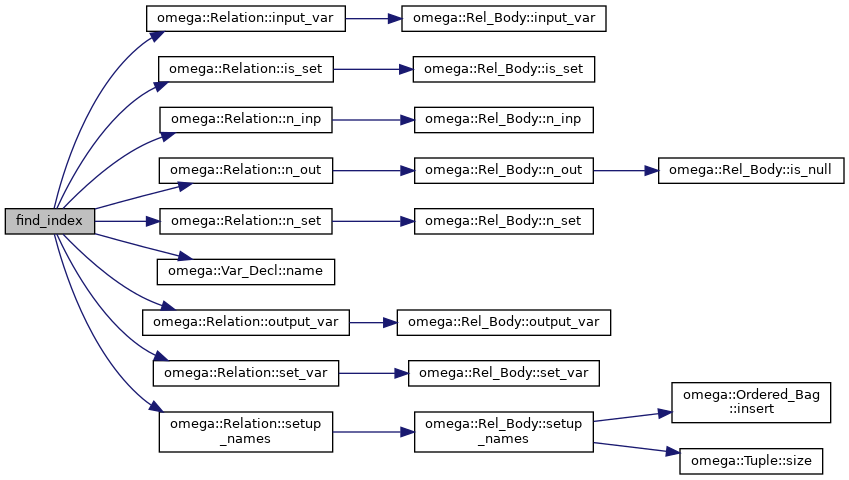 omega::Relation::input_var
omega::Rel_Body::input_var
omega::Relation::is_set
omega::Rel_Body::is_set
omega::Relation::n_inp
omega::Rel_Body::n_inp
omega::Relation::n_out
omega::Rel_Body::n_out
omega::Rel_Body::is_null
find_index
omega::Relation::n_set
omega::Rel_Body::n_set
omega::Var_Decl::name
omega::Relation::output_var
omega::Rel_Body::output_var
omega::Relation::set_var
omega::Rel_Body::set_var
omega::Relation::setup
_names
omega::Rel_Body::setup
_names
omega::Ordered_Bag
::insert
omega::Tuple::size